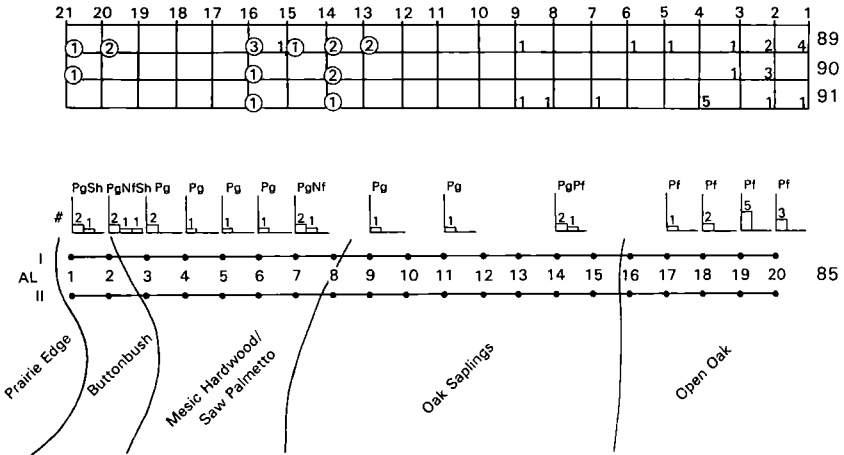 21 20 19 18 17 16 15 14 13 12 11 10 9 8 7 6 5 4 3 2 1
1 2 3 1 1 2 2 1 1 1 1 2 4 89
1 1 2 1 3 90
1 1 1 1 1 5 1 1 91
PgSh PgNfSh Pg Pg Pg Pg PgNf Pg Pg PgPf Pf Pf Pf Pf
# 2 1 2 1 1 2 1 1 1 2 1 1 1 2 1 1 2 5 3
I
AL 1 2 3 4 5 6 7 8 9 10 11 12 13 14 15 16 17 18 19 20 85
II
Prairie Edge
Buttonbush
Mesic Hardwood/
Saw Palmetto
Oak Saplings
Open Oak